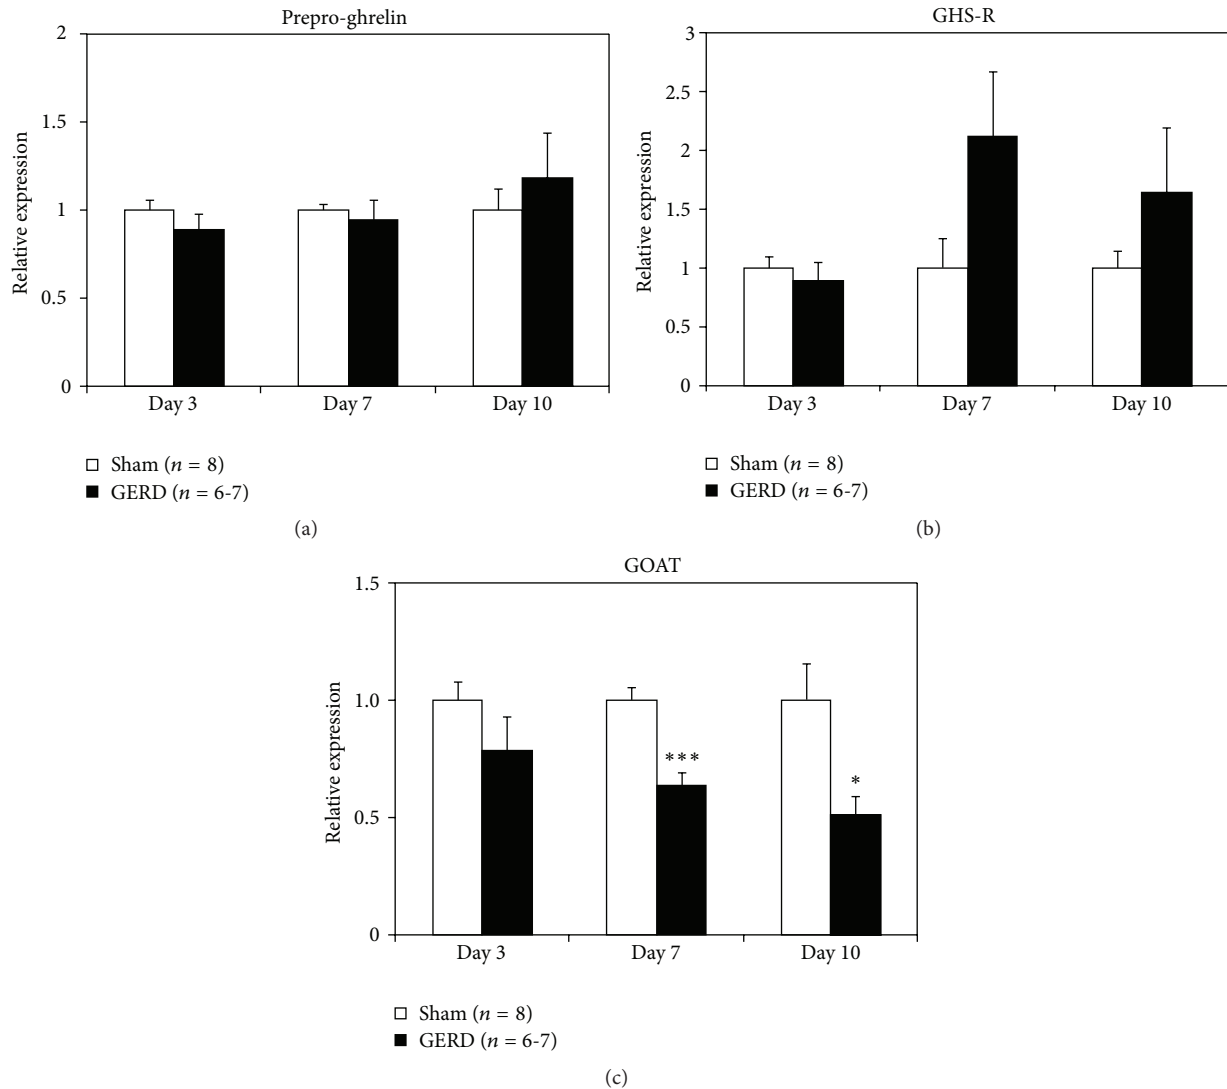 Prepro-ghrelin
2
1.5
1
0.5
0
Relative expression
Day 3
Day 7
Day 10
Sham (n = 8)
GERD (n = 6-7)
(a)
GHS-R
3
2.5
2
1.5
1
0.5
0
Relative expression
Day 3
Day 7
Day 10
Sham (n = 8)
GERD (n = 6-7)
(b)
GOAT
1.5
1.0
0.5
0
Relative expression
***
*
Day 3
Day 7
Day 10
Sham (n = 8)
GERD (n = 6-7)
(c)